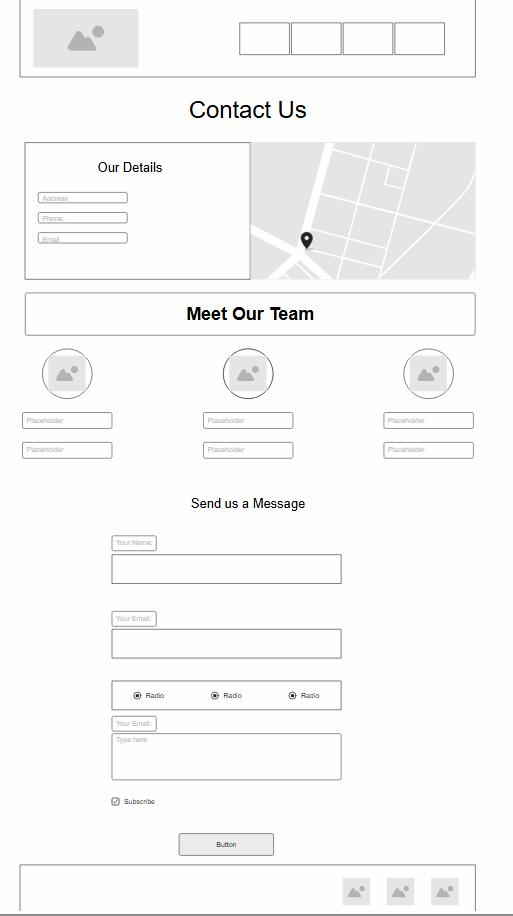 Contact Us
Our Details
Address
Phone:
Email
Meet Our Team
Placeholder Placeholder Placeholder
Placeholder Placeholder Placeholder
Send us a Message
Your Name:
Your Email:
Radio Radio Radio
Your Email:
Type here
Subscribe
Button